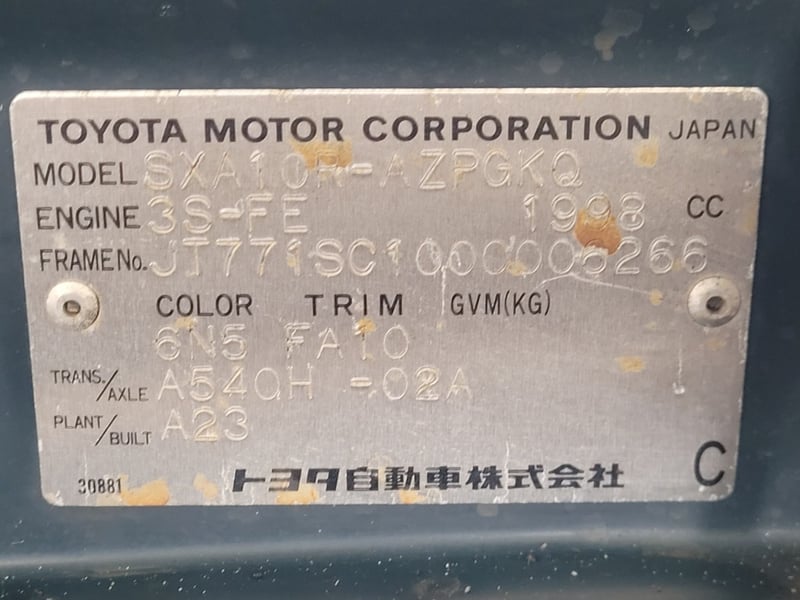 TOYOTA MOTOR CORPORATION JAPAN
MODEL SXA10R-AZPGKQ
ENGINE 3S-FE 1998 CC
FRAME No. JT771SC1000005266
COLOR TRIM GVM(KG)
6N5 FA10
TRANS./AXLE A540H -02A
PLANT/BUILT A23
30881 トヨタ自動車株式会社 C